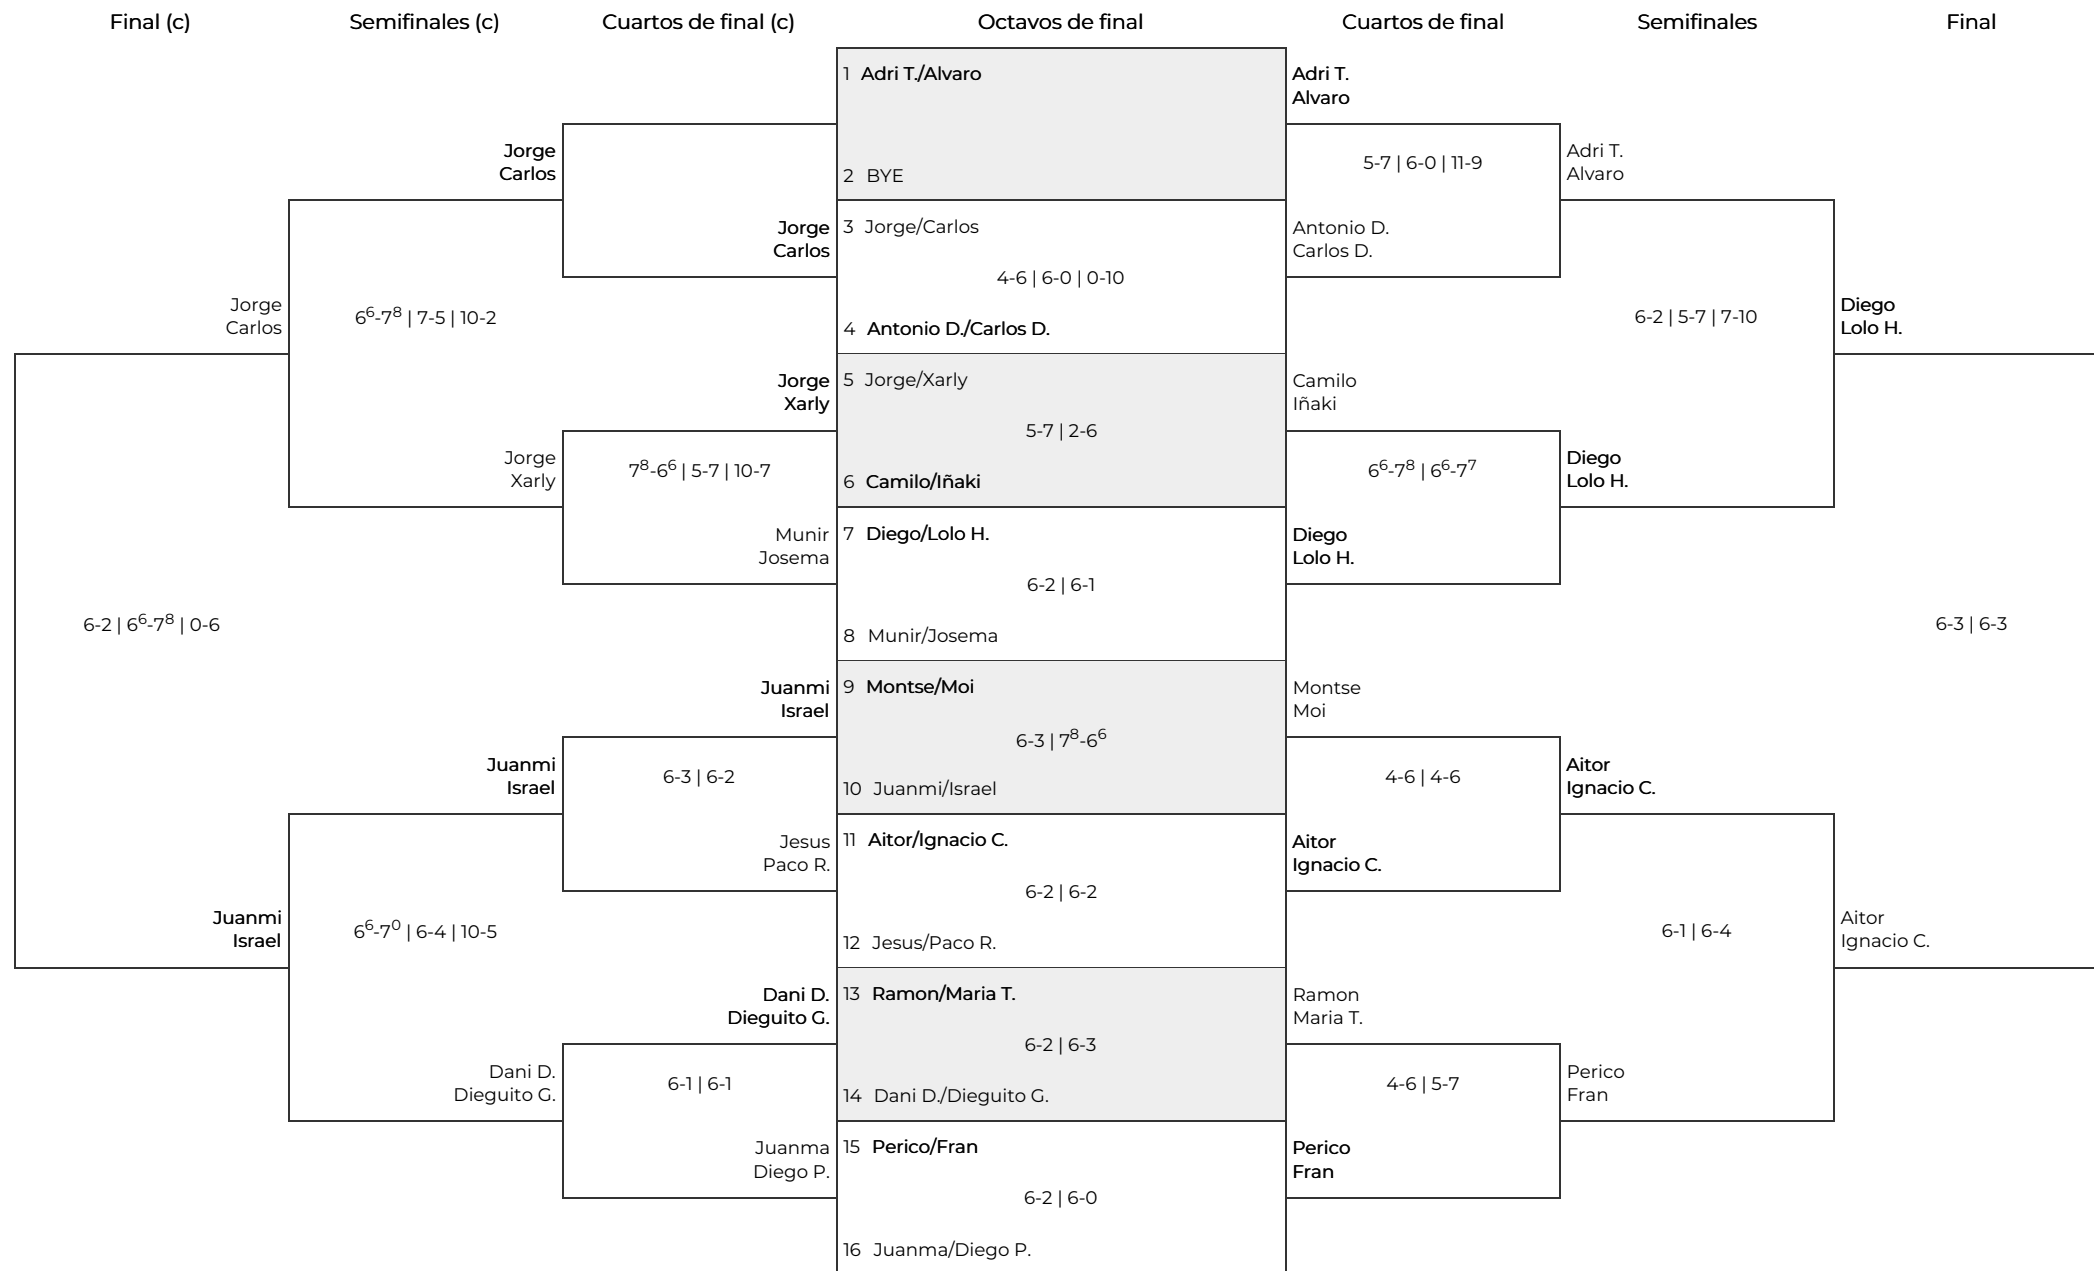 Final (c) Semifinales (c) Cuartos de final (c) Octavos de final Cuartos de final Semifinales Final
1 Adri T./Alvaro Adri T.
Alvaro
Jorge 5-7 | 6-0 | 11-9 Adri T.
Carlos 2 BYE Alvaro
Jorge 3 Jorge/Carlos Antonio D.
Carlos Carlos D.
4-6 | 6-0 | 0-10
Jorge Diego
Carlos 6⁶-7⁸ | 7-5 | 10-2 4 Antonio D./Carlos D. 6-2 | 5-7 | 7-10 Lolo H.
Jorge 5 Jorge/Xarly Camilo
Xarly Iñaki
5-7 | 2-6
Jorge 7⁸-6⁶ | 5-7 | 10-7 6⁶-7⁸ | 6⁶-7⁷ Diego
Xarly 6 Camilo/Iñaki Lolo H.
Munir 7 Diego/Lolo H. Diego
Josema Lolo H.
6-2 | 6-1
6-2 | 6⁶-7⁸ | 0-6 8 Munir/Josema 6-3 | 6-3
Juanmi 9 Montse/Moi Montse
Israel Moi
6-3 | 7⁸-6⁶
Juanmi 6-3 | 6-2 4-6 | 4-6 Aitor
Israel 10 Juanmi/Israel Ignacio C.
Jesus 11 Aitor/Ignacio C. Aitor
Paco R. Ignacio C.
6-2 | 6-2
Juanmi Aitor
Israel 6⁶-7⁰ | 6-4 | 10-5 12 Jesus/Paco R. 6-1 | 6-4 Ignacio C.
Dani D. 13 Ramon/Maria T. Ramon
Dieguito G. Maria T.
6-2 | 6-3
Dani D. 6-1 | 6-1 4-6 | 5-7 Perico
Dieguito G. 14 Dani D./Dieguito G. Fran
Juanma 15 Perico/Fran Perico
Diego P. Fran
6-2 | 6-0
16 Juanma/Diego P.